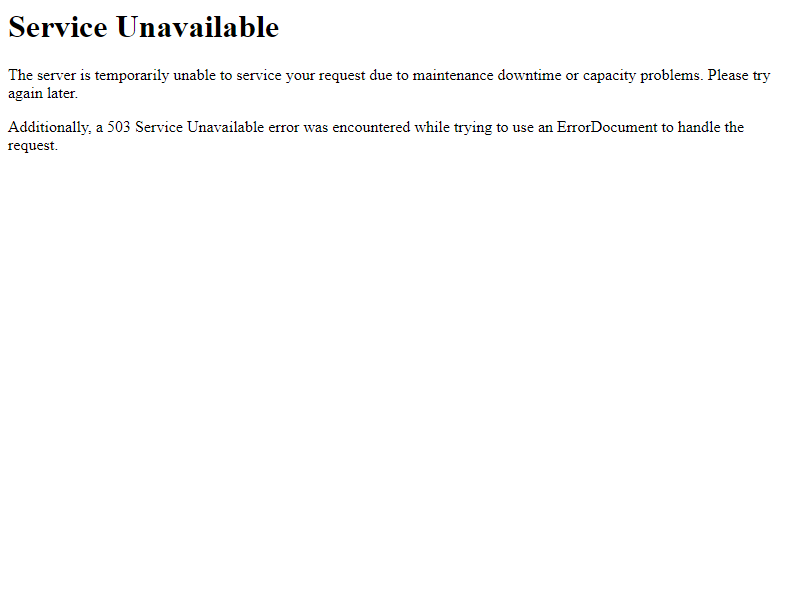 Service Unavailable
The server is temporarily unable to service your request due to maintenance downtime or capacity problems. Please try
again later.
Additionally, a 503 Service Unavailable error was encountered while trying to use an ErrorDocument to handle the
request.